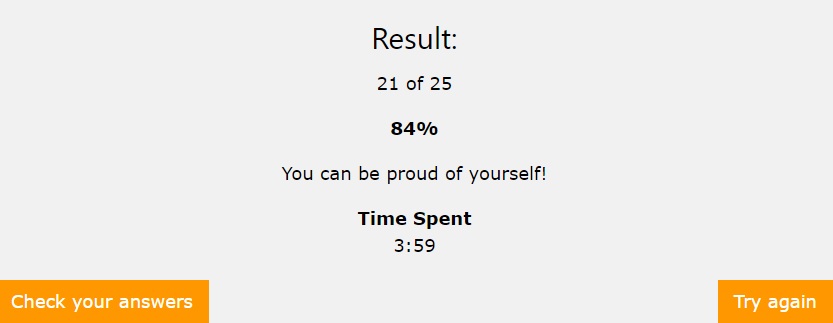 Result:
21 of 25
84%
You can be proud of yourself!
Time Spent
3:59
Check your answers
Try again